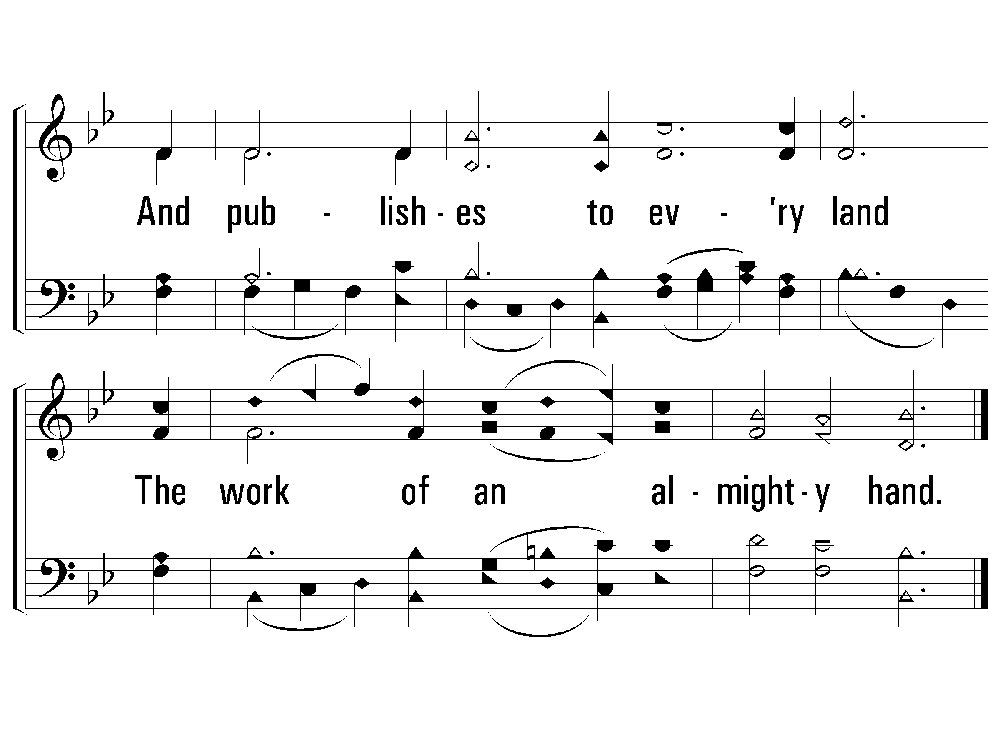 And pub - lish - es to ev - 'ry land
The work of an al - might - y hand.